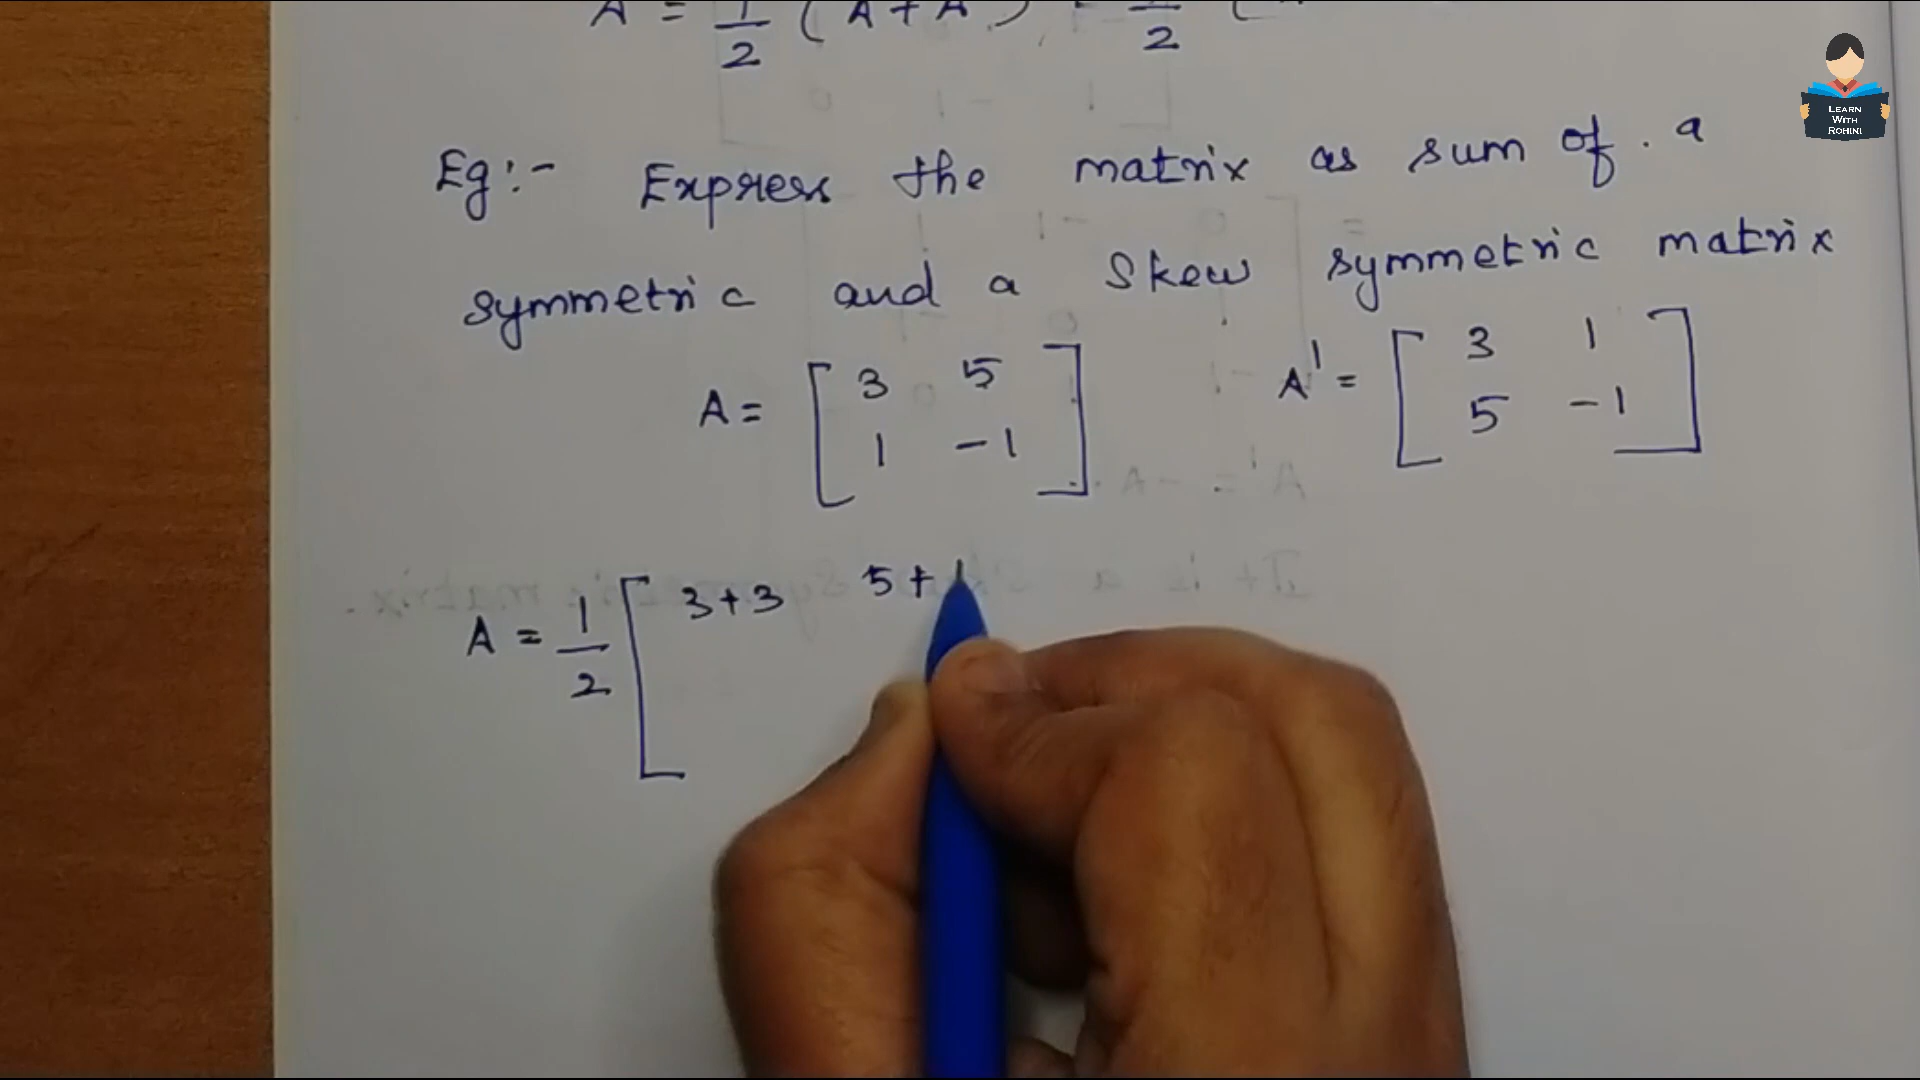 A = 1/2 ( A + A ) 1/2 (
Eg:- Express the matrix as sum of . a
symmetric and a skew symmetric matrix
A = [ 3 5
1 -1 ]
A' = [ 3 1
5 -1 ]
A = 1/2 [ 3+3 5+1
LEARN
WITH
ROHINI